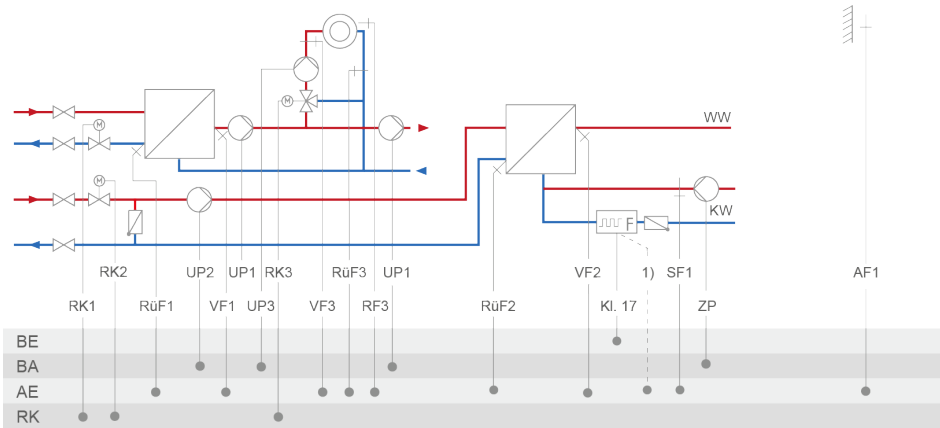 M
WW
M
M
F
KW
RK2 UP2 UP1 RK3 RüF3 UP1 VF2 1) SF1 AF1
RK1 RüF1 VF1 UP3 VF3 RF3 RüF2 Kl. 17 ZP
BE
BA
AE
RK